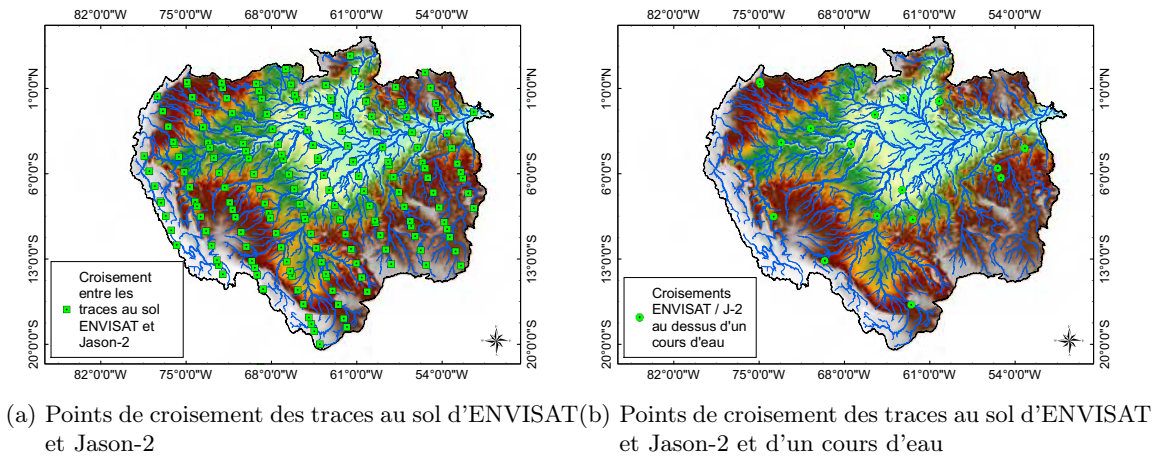 82°0'0"W 75°0'0"W 68°0'0"W 61°0'0"W 54°0'0"W
1°0'0"N
6°0'0"S
13°0'0"S
20°0'0"S
1°0'0"N
6°0'0"S
13°0'0"S
20°0'0"S
Croisement
entre les
traces au sol
ENVISAT et
Jason-2
82°0'0"W 75°0'0"W 68°0'0"W 61°0'0"W 54°0'0"W
82°0'0"W 75°0'0"W 68°0'0"W 61°0'0"W 54°0'0"W
1°0'0"N
6°0'0"S
13°0'0"S
20°0'0"S
1°0'0"N
6°0'0"S
13°0'0"S
20°0'0"S
Croisements
ENVISAT / J-2
au dessus d'un
cours d'eau
82°0'0"W 75°0'0"W 68°0'0"W 61°0'0"W 54°0'0"W
(a) Points de croisement des traces au sol d'ENVISAT
et Jason-2
(b) Points de croisement des traces au sol d'ENVISAT
et Jason-2 et d'un cours d'eau